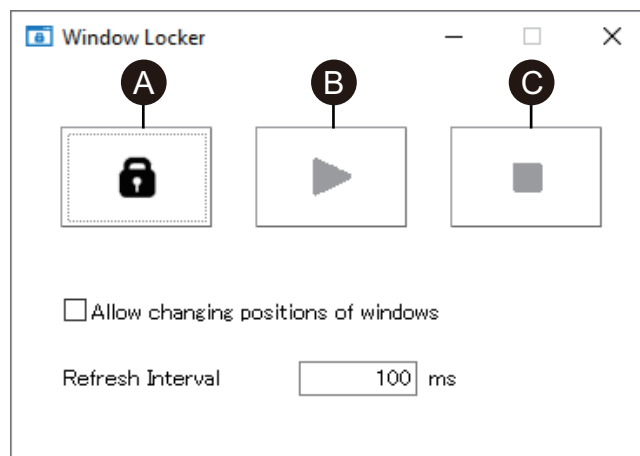 Window Locker
A B C
Allow changing positions of windows
Refresh Interval 100 ms